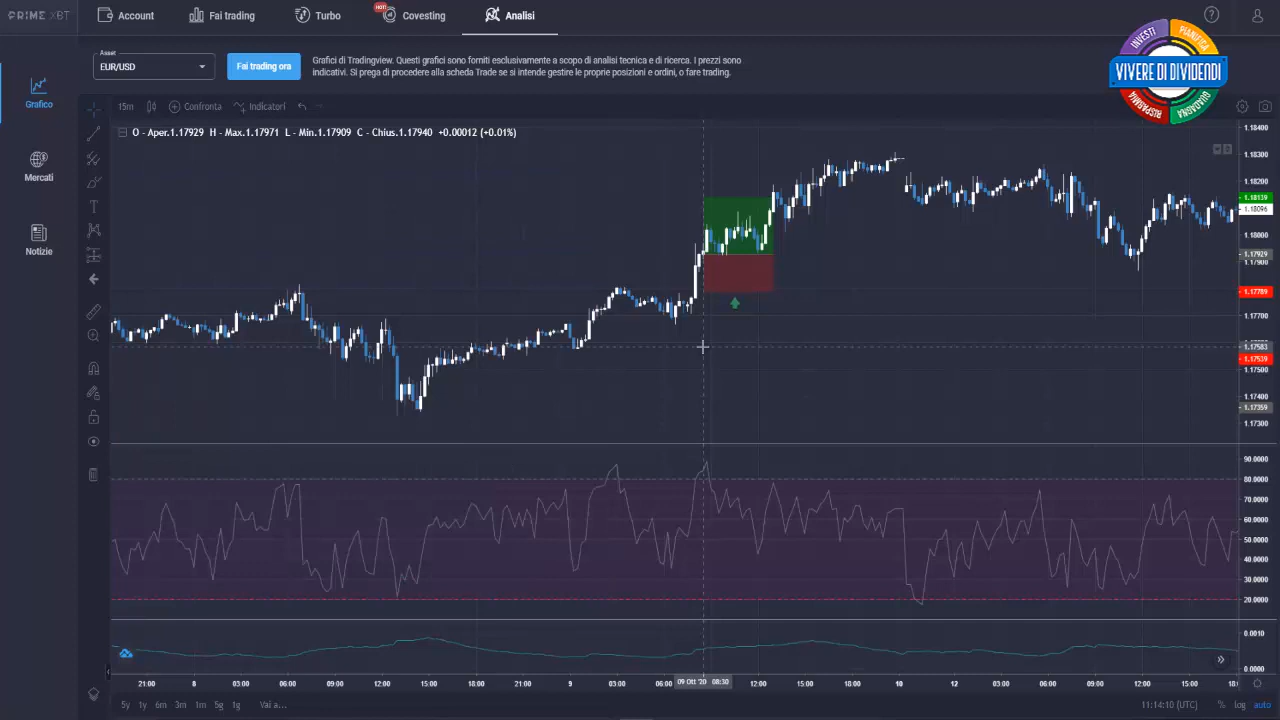 PRIME XBT
Account
Fai trading
Turbo
HOT
Covesting
Analisi
Asset
EUR/USD
Fai trading ora
Grafici di Tradingview. Questi grafici sono forniti esclusivamente a scopo di analisi tecnica e di ricerca. I prezzi sono
indicativi. Si prega di procedere alla scheda Trade se si intende gestire le proprie posizioni e ordini, o fare trading.
INVESTI
PIANIFICA
VIVERE DI DIVIDENDI
RISPARMIA
GUADAGNA
Grafico
Mercati
Notizie
15m
Confronta
Indicatori
O - Aper.1.17929 H - Max.1.17971 L - Min.1.17909 C - Chius.1.17940 +0.00012 (+0.01%)
1.18400
1.18300
1.18200
1.18139
1.18096
1.18000
1.17929
1.17900
1.17789
1.17700
1.17583
1.17539
1.17500
1.17400
1.17359
1.17300
90.0000
80.0000
70.0000
60.0000
50.0000
40.0000
30.0000
20.0000
0.0010
0.0000
21:00 8 03:00 06:00 09:00 12:00 15:00 18:00 21:00 9 03:00 06:00 09 Ott '20 08:30 12:00 15:00 18:00 10 12 03:00 06:00 09:00 12:00 15:00 18:
5y 1y 6m 3m 1m 5g 1g Vai a...
11:14:10 (UTC) % log auto